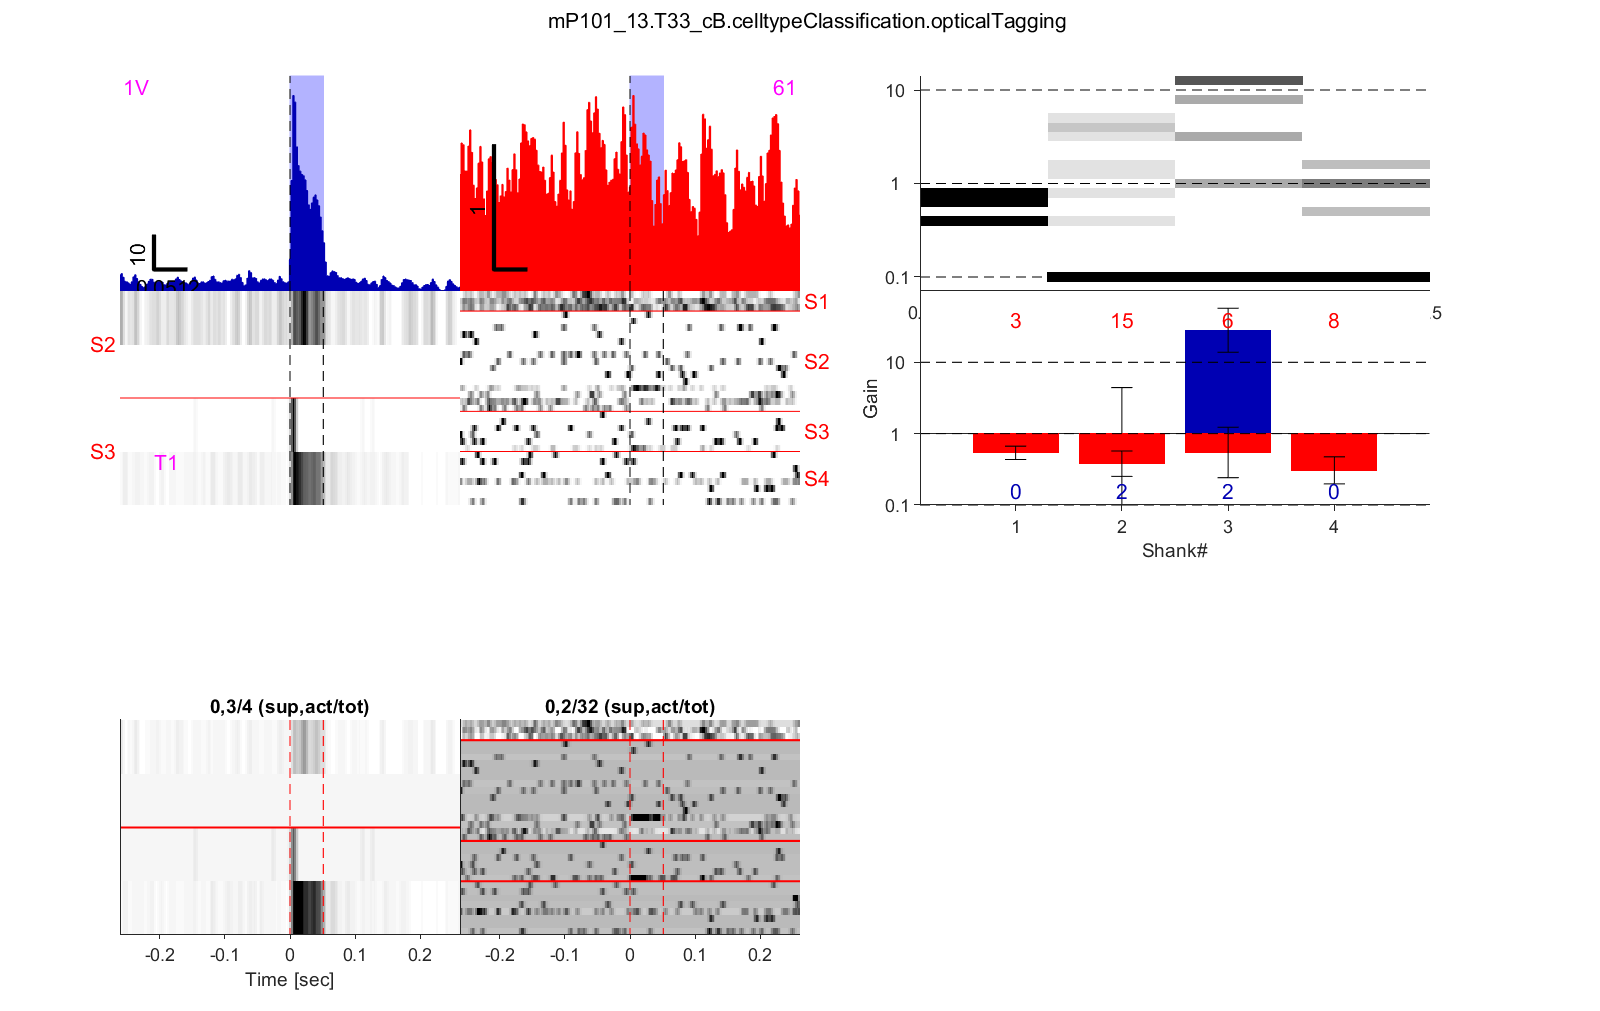 mP101_13.T33_cB.celltypeClassification.opticalTagging
1V
61
10
1
S2
S3
T1
S1
S2
S3
S4
10
1
0.1
0.
5
3 15 6 8
10
1
0.1
Gain
0 2 2 0
1 2 3 4
Shank#
0,3/4 (sup,act/tot)
0,2/32 (sup,act/tot)
-0.2 -0.1 0 0.1 0.2
-0.2 -0.1 0 0.1 0.2
Time [sec]